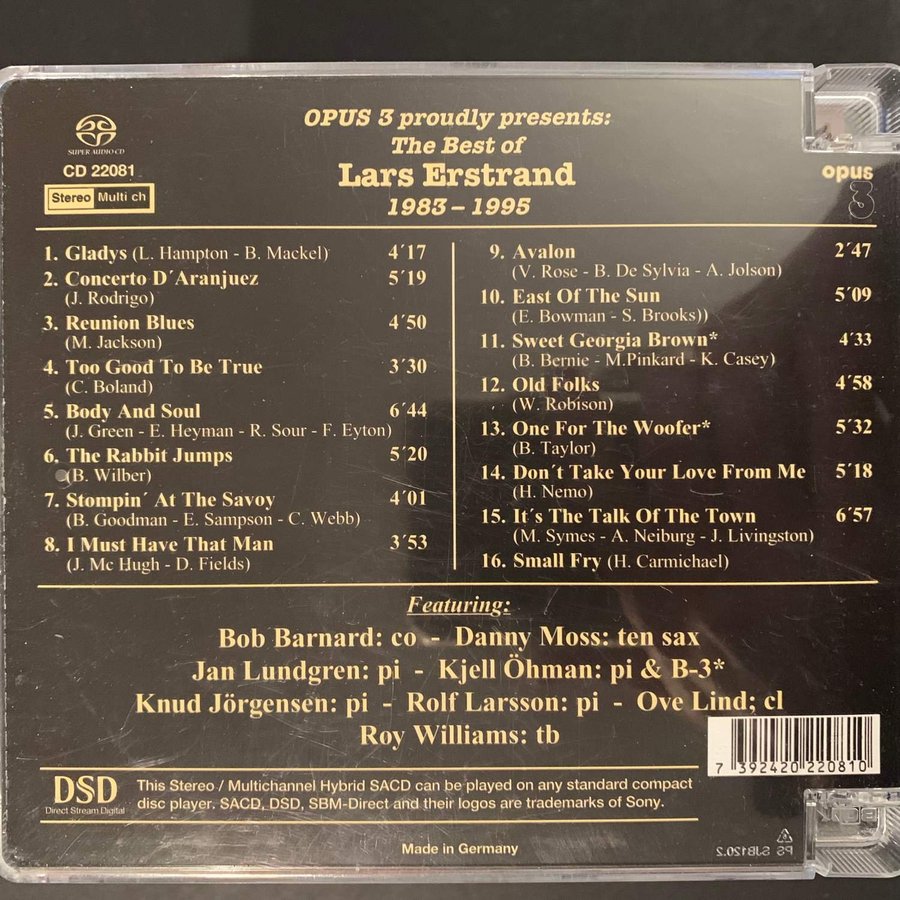 OPUS 3 proudly presents:
The Best of
Lars Erstrand
1983 – 1995
SUPER AUDIO CD
CD 22081
Stereo Multi ch
opus
3
1. Gladys (L. Hampton - B. Mackel) 4´17
2. Concerto D´Aranjuez 5´19
(J. Rodrigo)
3. Reunion Blues 4´50
(M. Jackson)
4. Too Good To Be True 3´30
(C. Boland)
5. Body And Soul 6´44
(J. Green - E. Heyman - R. Sour - F. Eyton)
6. The Rabbit Jumps 5´20
(B. Wilber)
7. Stompin´ At The Savoy 4´01
(B. Goodman - E. Sampson - C. Webb)
8. I Must Have That Man 3´53
(J. Mc Hugh - D. Fields)
9. Avalon 2´47
(V. Rose - B. De Sylvia - A. Jolson)
10. East Of The Sun 5´09
(E. Bowman - S. Brooks))
11. Sweet Georgia Brown* 4´33
(B. Bernie - M.Pinkard - K. Casey)
12. Old Folks 4´58
(W. Robison)
13. One For The Woofer* 5´32
(B. Taylor)
14. Don´t Take Your Love From Me 5´18
(H. Nemo)
15. It´s The Talk Of The Town 6´57
(M. Symes - A. Neiburg - J. Livingston)
16. Small Fry (H. Carmichael)
Featuring:
Bob Barnard: co - Danny Moss: ten sax
Jan Lundgren: pi - Kjell Öhman: pi & B-3*
Knud Jörgensen: pi - Rolf Larsson: pi - Ove Lind; cl
Roy Williams: tb
7 392420 220810
DSD
Direct Stream Digital
This Stereo / Multichannel Hybrid SACD can be played on any standard compact
disc player. SACD, DSD, SBM-Direct and their logos are trademarks of Sony.
Made in Germany
PS SJB120.2